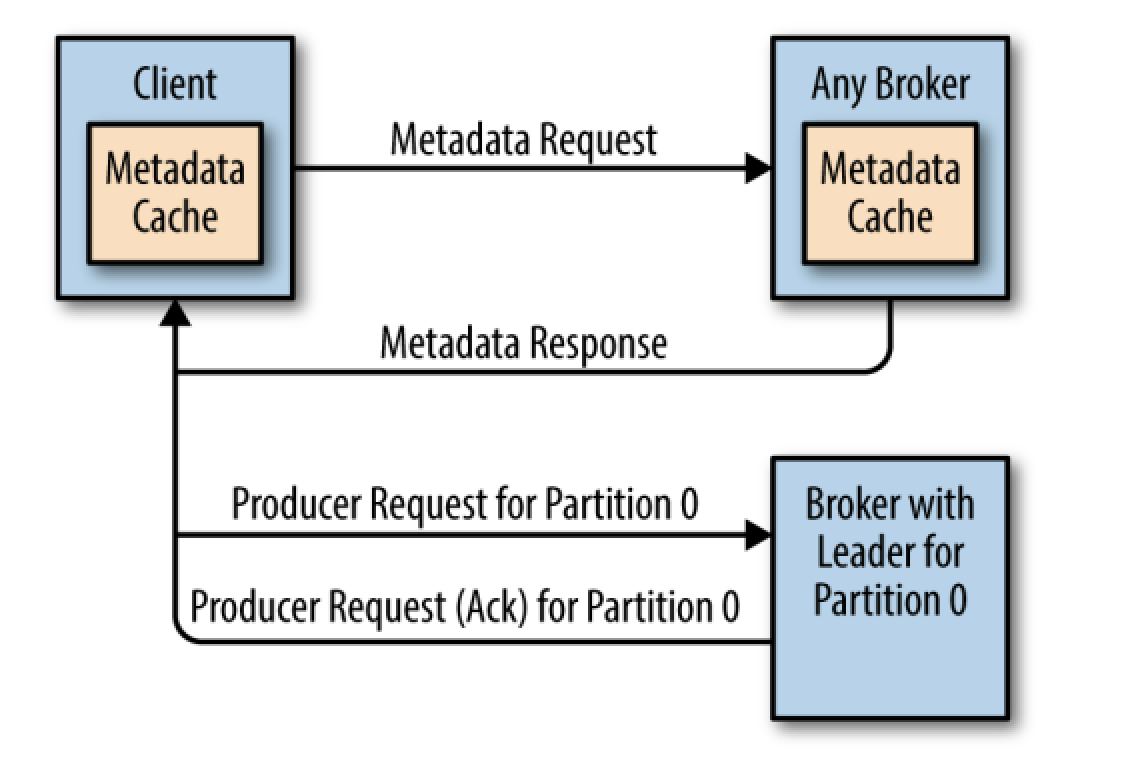 Client
Metadata
Cache
Metadata Request
Any Broker
Metadata
Cache
Metadata Response
Producer Request for Partition 0
Producer Request (Ack) for Partition 0
Broker with
Leader for
Partition 0